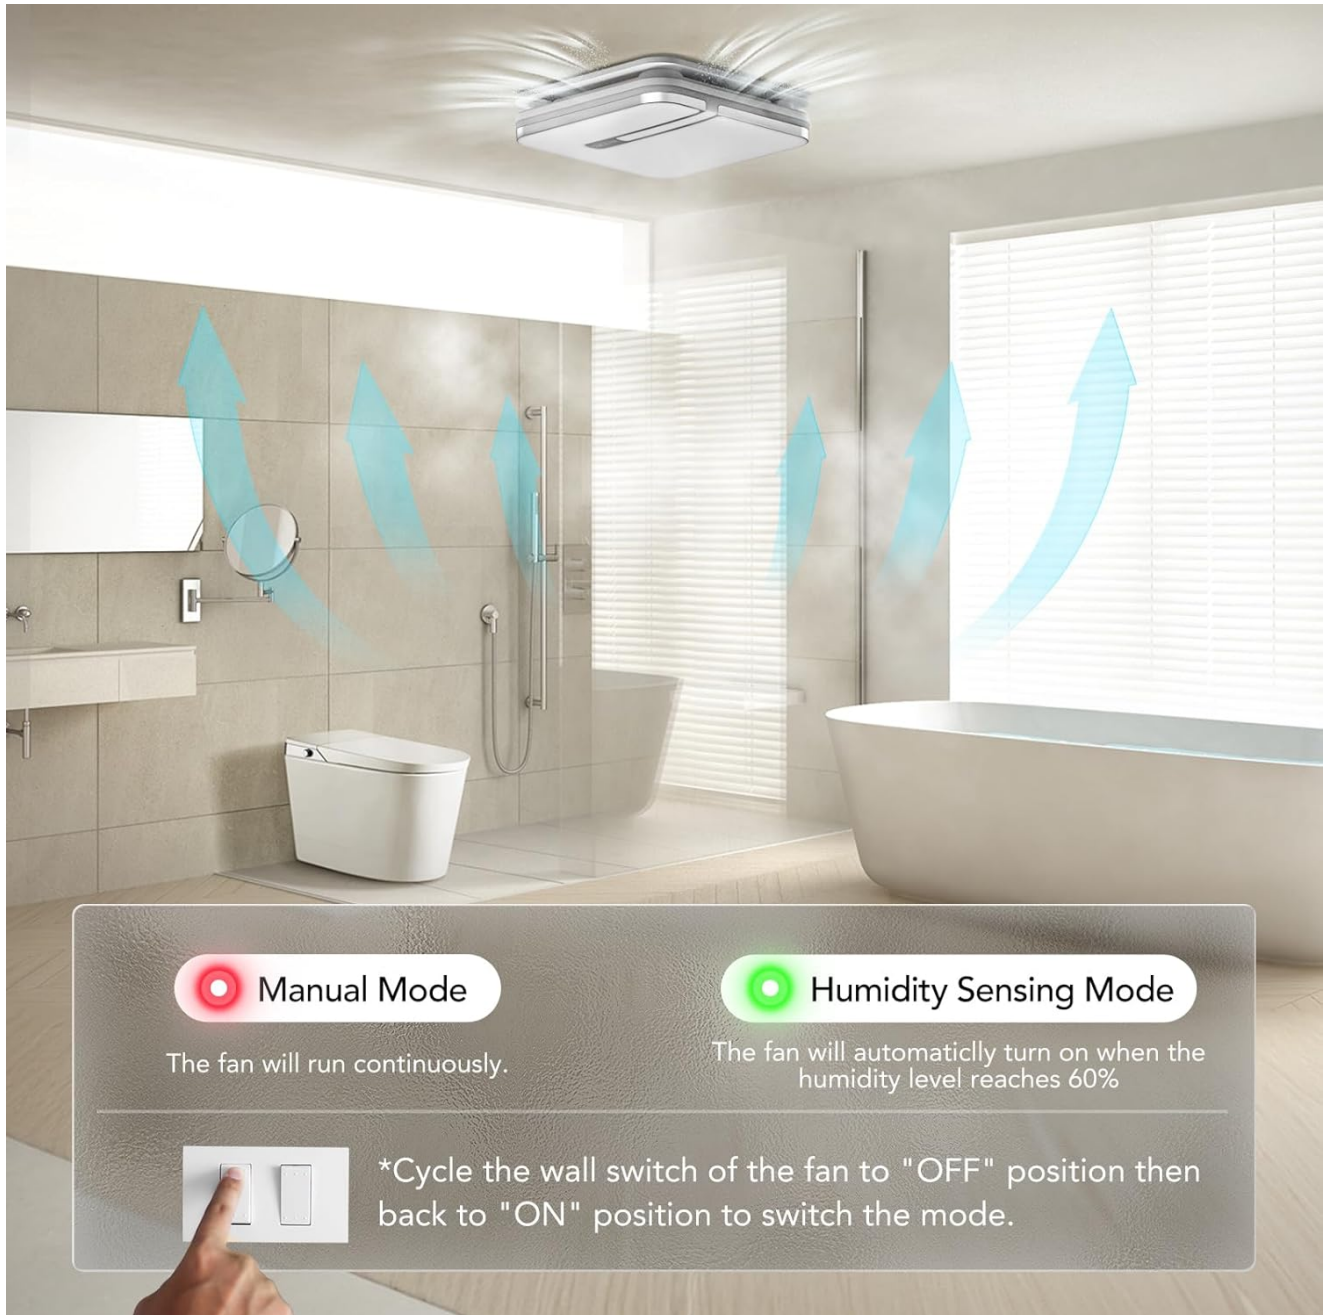 Manual Mode
The fan will run continuously.
Humidity Sensing Mode
The fan will automaticlly turn on when the
humidity level reaches 60%
*Cycle the wall switch of the fan to "OFF" position then
back to "ON" position to switch the mode.